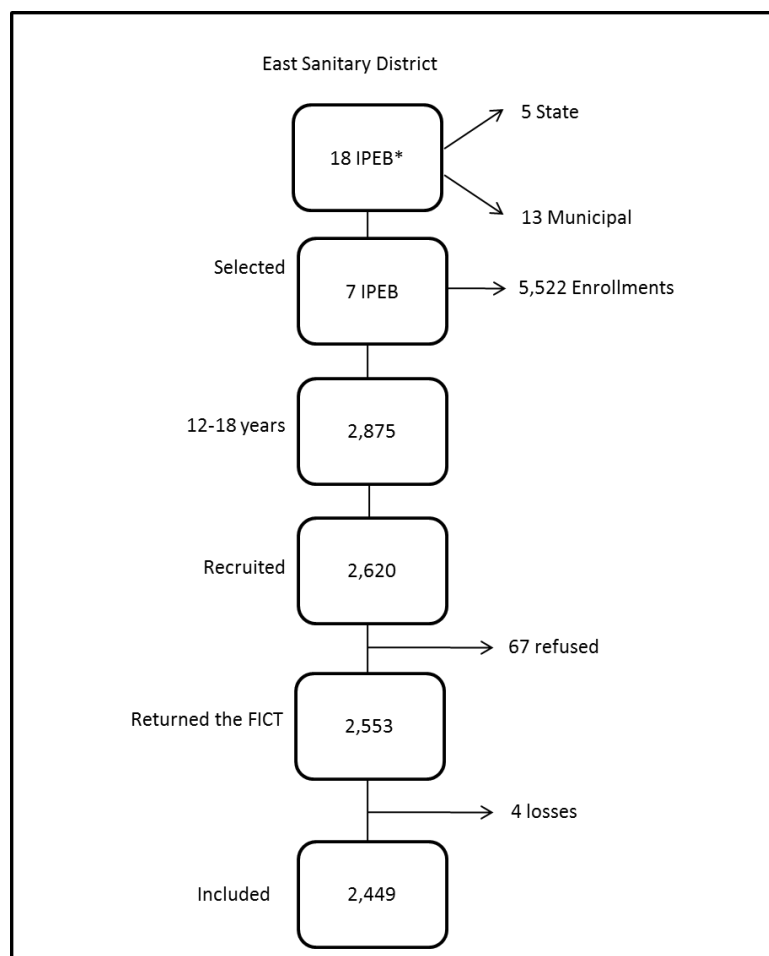 East Sanitary District
5 State
18 IPEB*
13 Municipal
Selected
7 IPEB
5,522 Enrollments
12-18 years
2,875
Recruited
2,620
67 refused
Returned the FICT
2,553
4 losses
Included
2,449